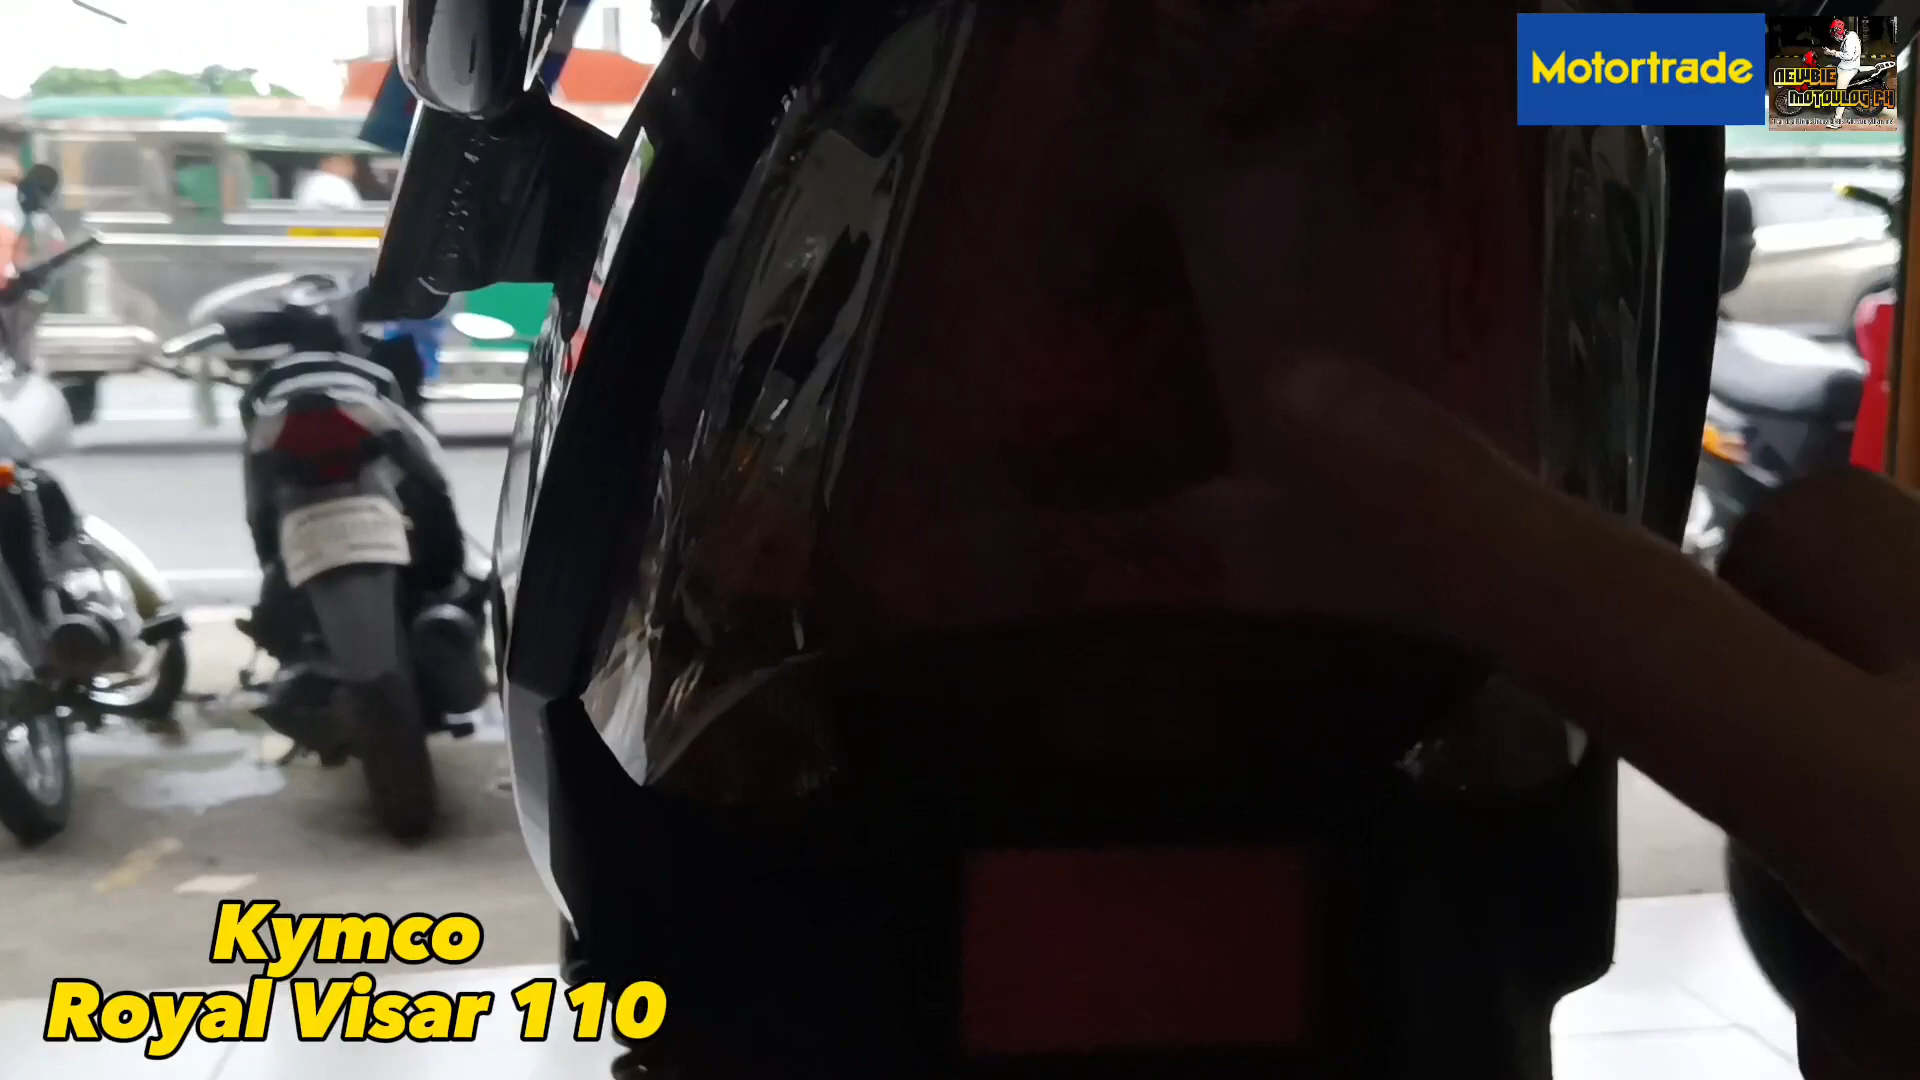 Motortrade
NEWBIE
MOTOVLOG PH
Kymco
Royal Visar 110